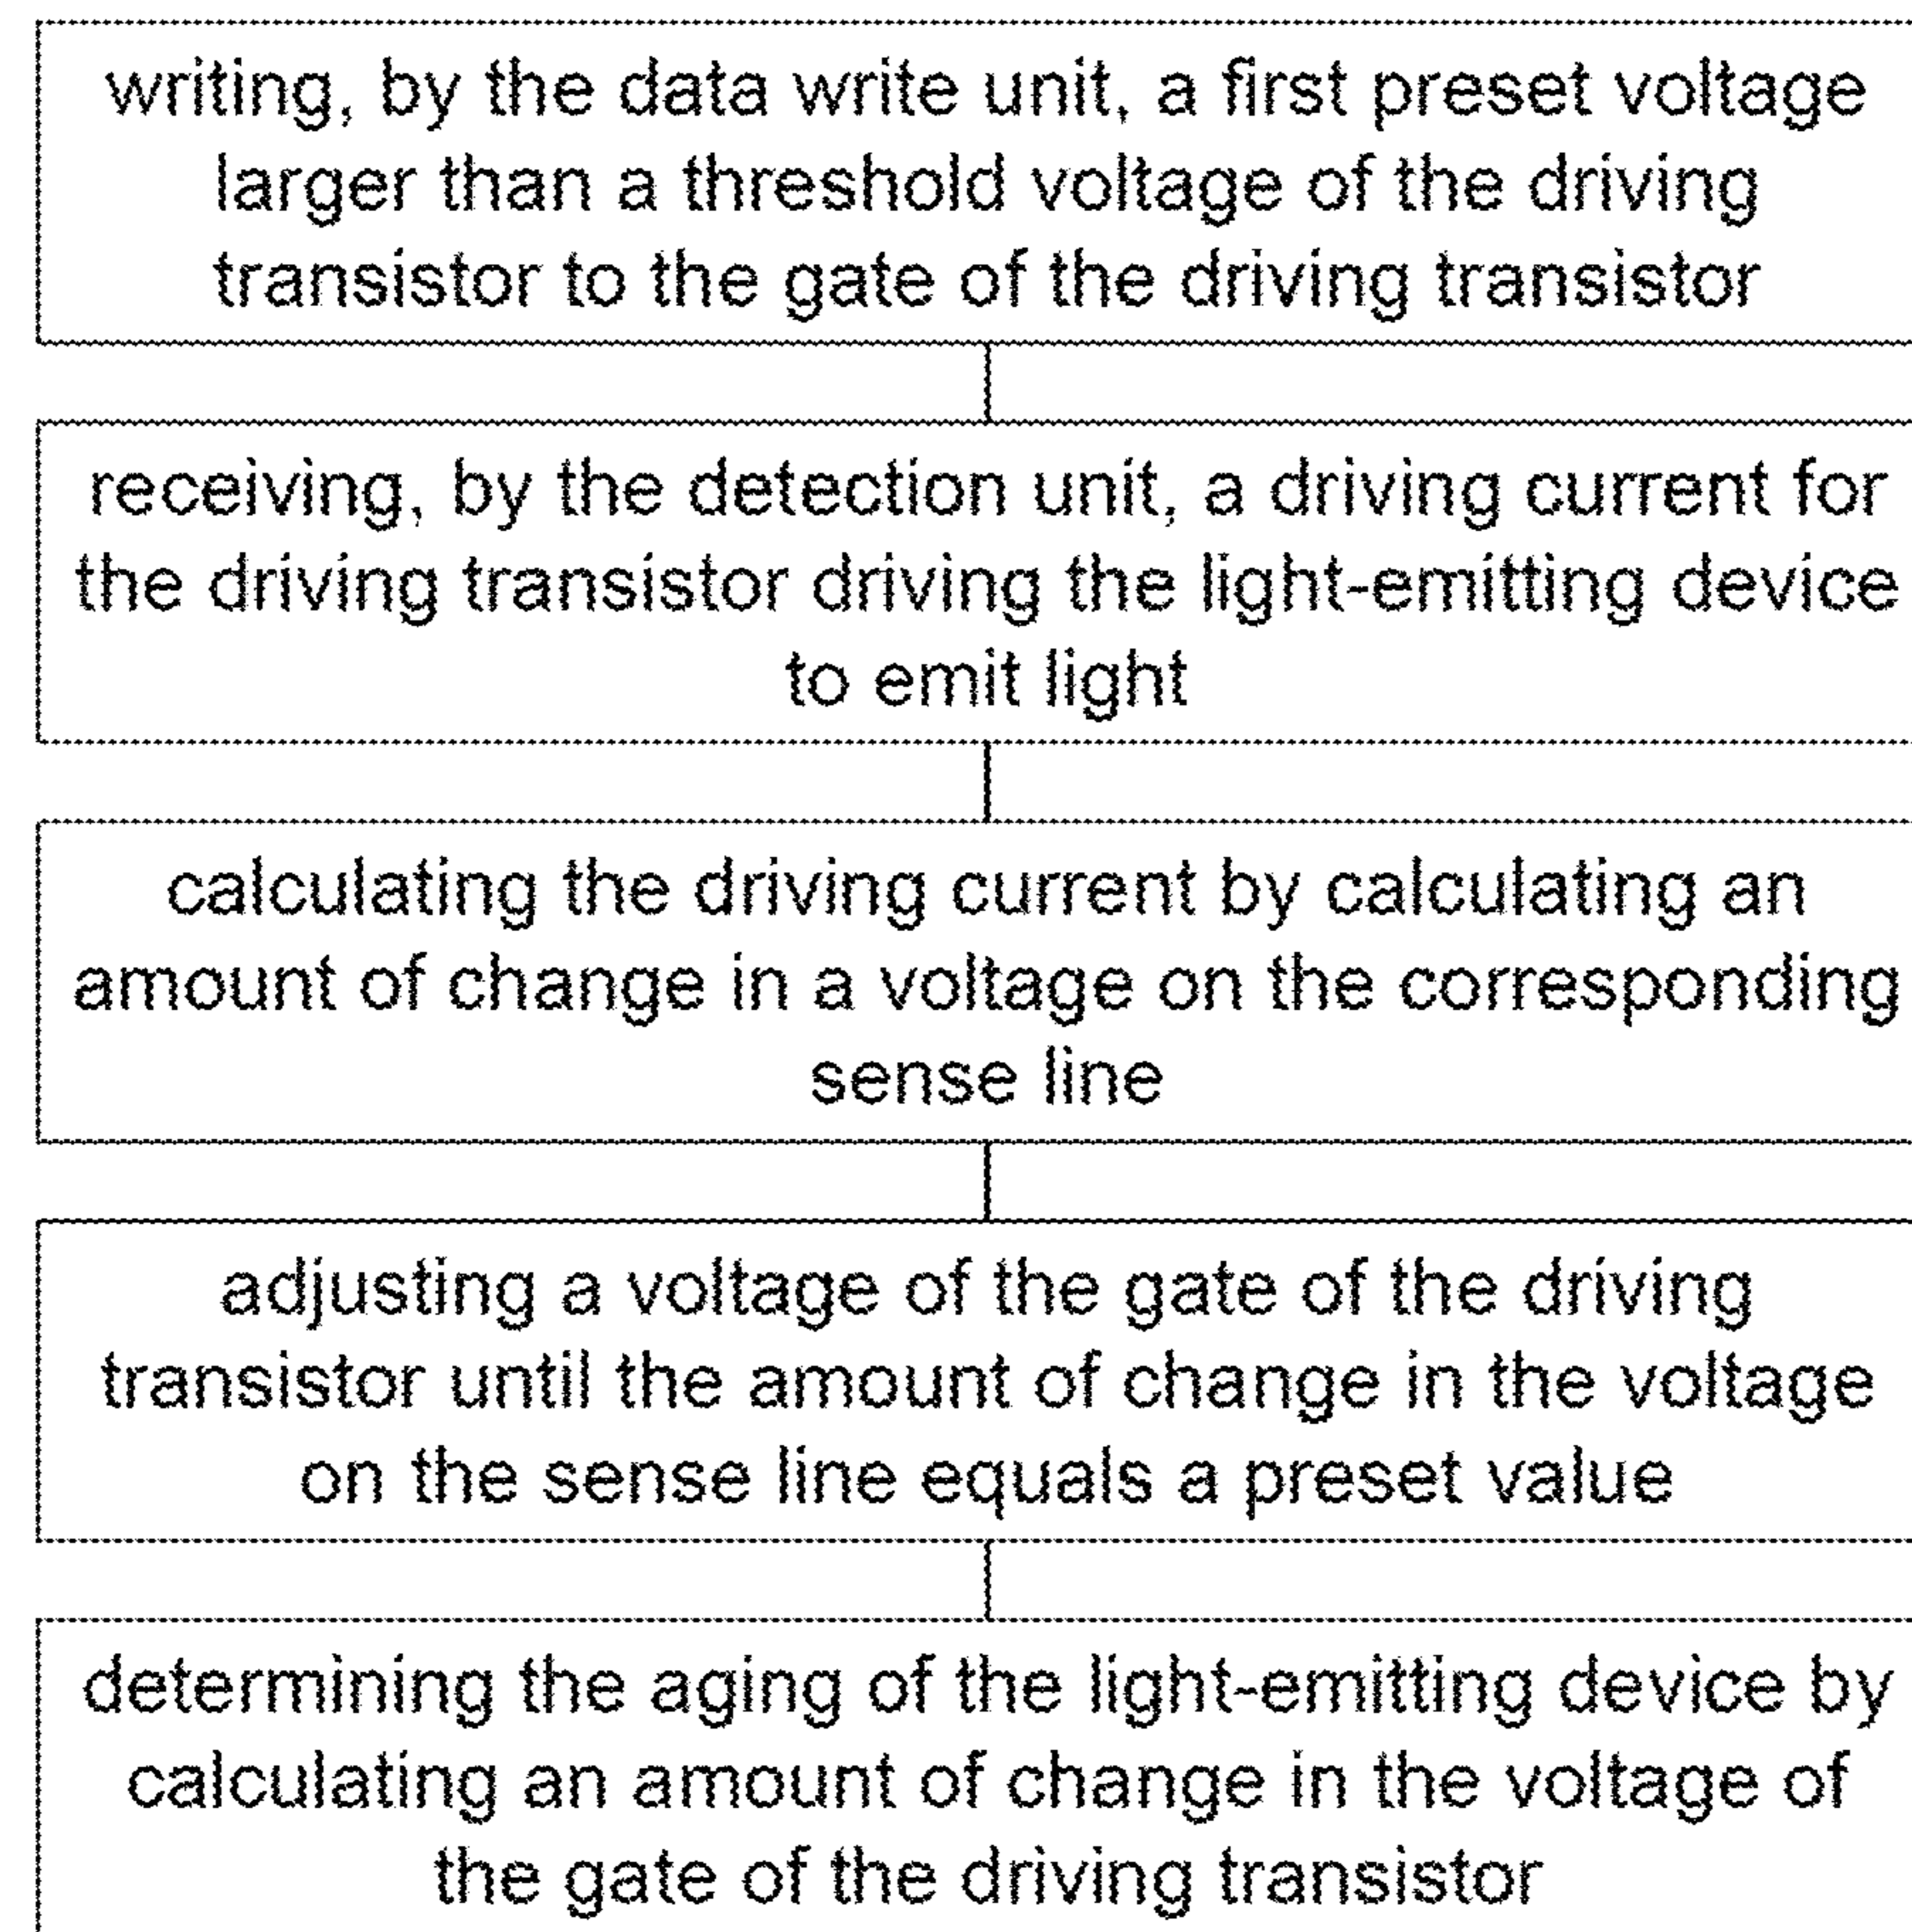 writing, by the data write unit, a first preset voltage
larger than a threshold voltage of the driving
transistor to the gate of the driving transistor
receiving, by the detection unit, a driving current for
the driving transistor driving the light-emitting device
to emit light
calculating the driving current by calculating an
amount of change in a voltage on the corresponding
sense line
adjusting a voltage of the gate of the driving
transistor until the amount of change in the voltage
on the sense line equals a preset value
determining the aging of the light-emitting device by
calculating an amount of change in the voltage of
the gate of the driving transistor